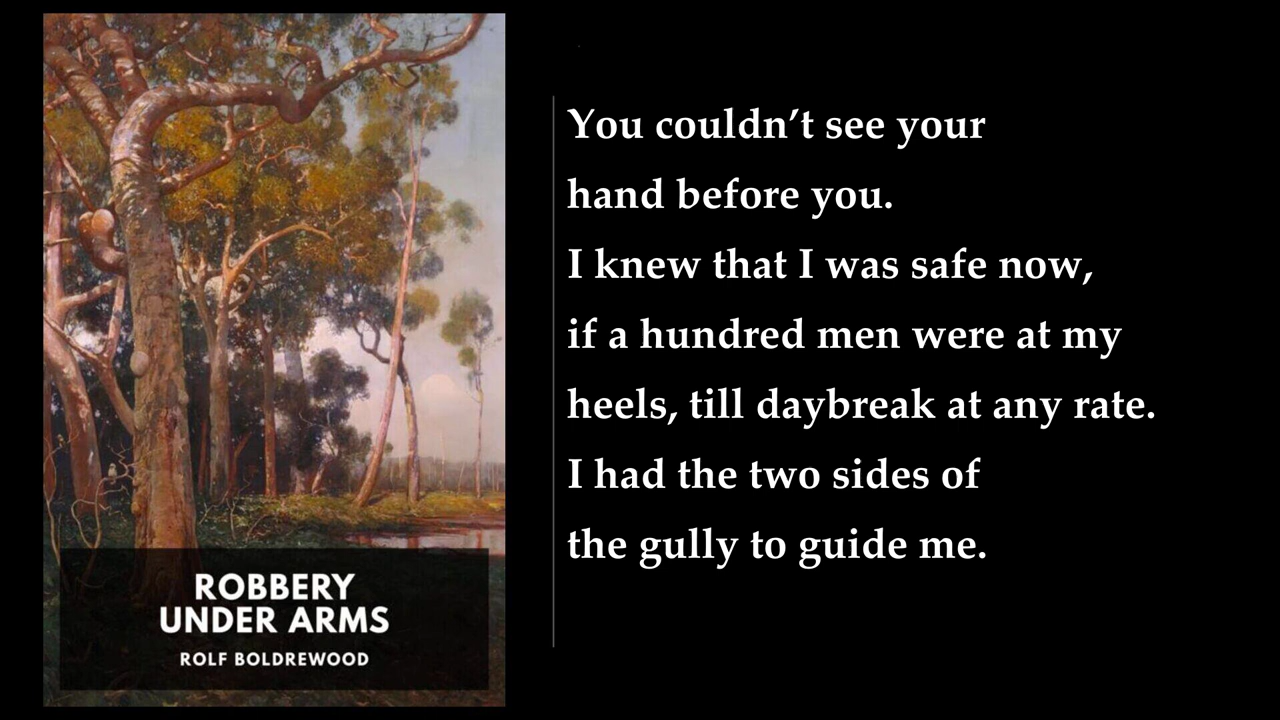 ROBBERY
UNDER ARMS
ROLF BOLDREWOOD
You couldn’t see your
hand before you.
I knew that I was safe now,
if a hundred men were at my
heels, till daybreak at any rate.
I had the two sides of
the gully to guide me.